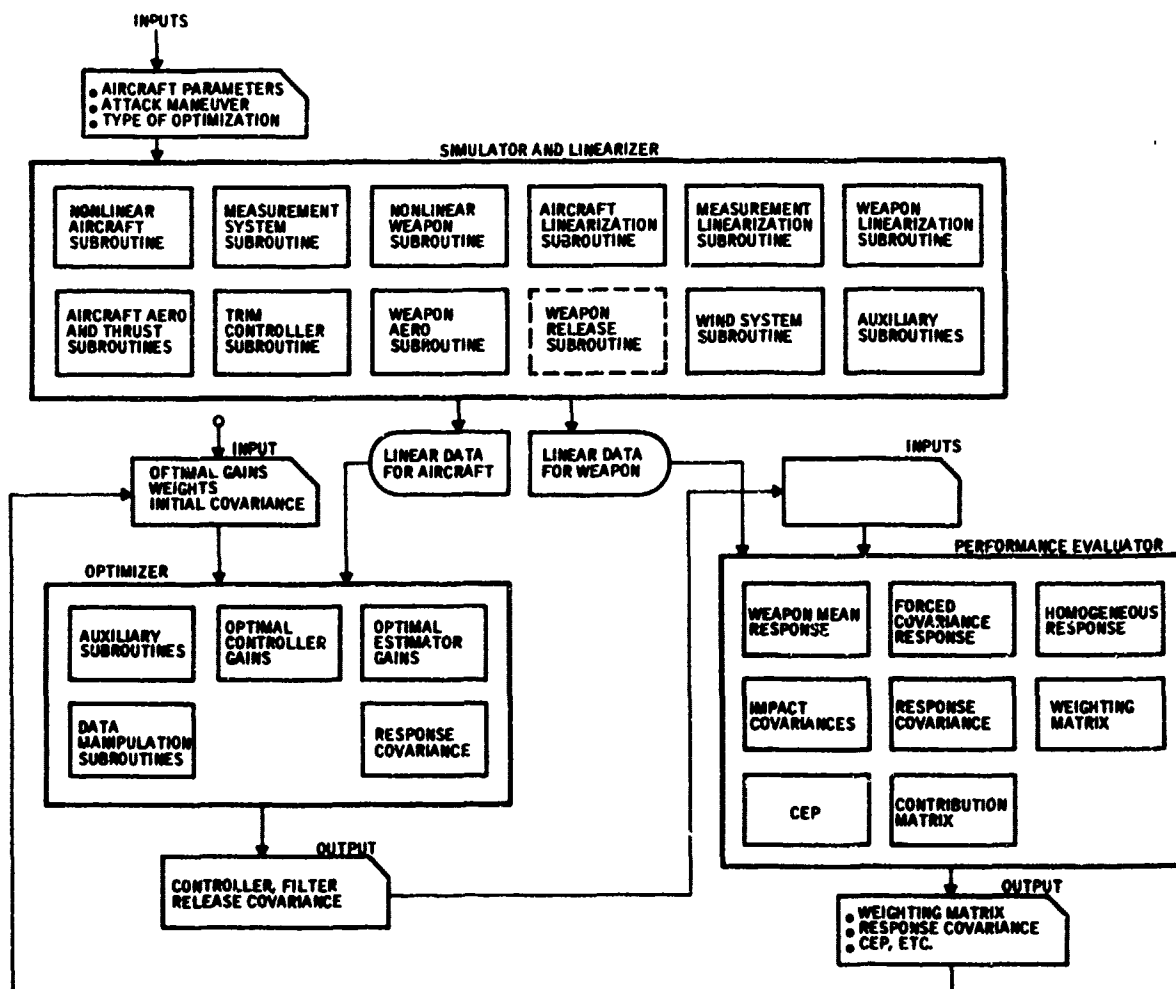 INPUTS
• AIRCRAFT PARAMETERS
• ATTACK MANEUVER
• TYPE OF OPTIMIZATION
SIMULATOR AND LINEARIZER
NONLINEAR
AIRCRAFT
SUBROUTINE
MEASUREMENT
SYSTEM
SUBROUTINE
NONLINEAR
WEAPON
SUBROUTINE
AIRCRAFT
LINEARIZATION
SUBROUTINE
MEASUREMENT
LINEARIZATION
SUBROUTINE
WEAPON
LINEARIZATION
SUBROUTINE
AIRCRAFT AERO
AND THRUST
SUBROUTINES
TRIM
CONTROLLER
SUBROUTINE
WEAPON
AERO
SUBROUTINE
WEAPON
RELEASE
SUBROUTINE
WIND SYSTEM
SUBROUTINE
AUXILIARY
SUBROUTINES
INPUT
OPTIMAL GAINS
WEIGHTS
INITIAL COVARIANCE
LINEAR DATA
FOR AIRCRAFT
LINEAR DATA
FOR WEAPON
INPUTS
OPTIMIZER
AUXILIARY
SUBROUTINES
OPTIMAL
CONTROLLER
GAINS
OPTIMAL
ESTIMATOR
GAINS
DATA
MANIPULATION
SUBROUTINES
RESPONSE
COVARIANCE
PERFORMANCE EVALUATOR
WEAPON MEAN
RESPONSE
FORCED
COVARIANCE
RESPONSE
HOMOGENEOUS
RESPONSE
IMPACT
COVARIANCES
RESPONSE
COVARIANCE
WEIGHTING
MATRIX
CEP
CONTRIBUTION
MATRIX
OUTPUT
CONTROLLER, FILTER
RELEASE COVARIANCE
OUTPUT
• WEIGHTING MATRIX
• RESPONSE COVARIANCE
• CEP, ETC.